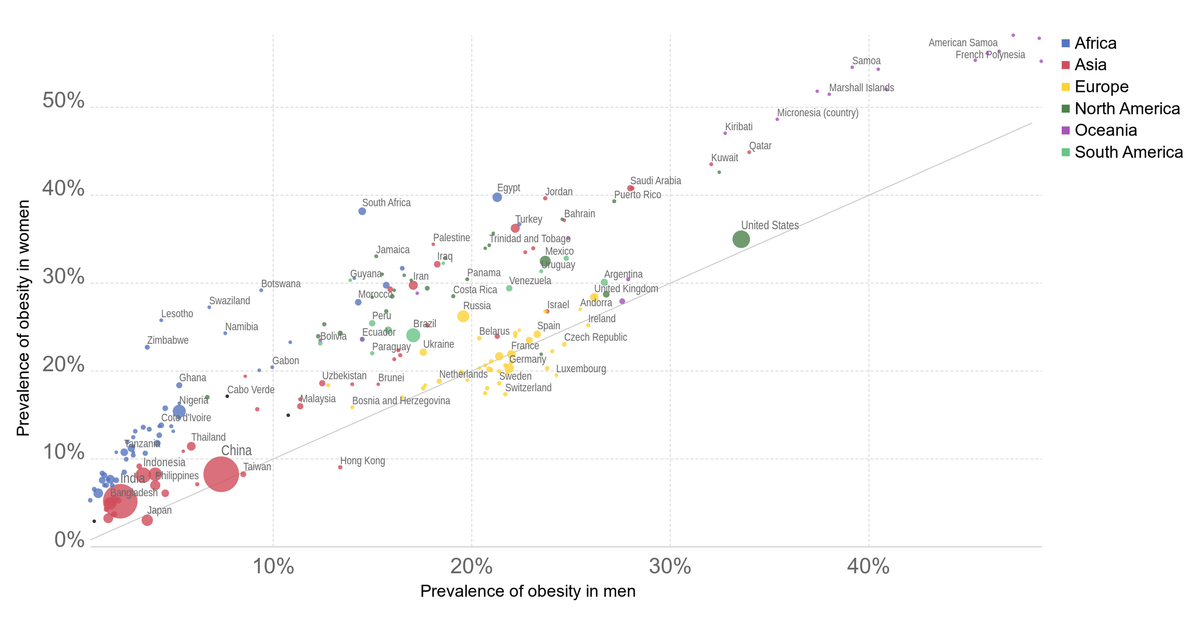 Africa
Asia
Europe
North America
Oceania
South America
American Samoa
French Polynesia
Samoa
Marshall Islands
50%
Micronesia (country)
Kiribati
Qatar
Kuwait
40%
Saudi Arabia
Puerto Rico
Egypt
Jordan
South Africa
Bahrain
Turkey
United States
Palestine
Trinidad and Tobago
Jamaica
Iraq
Mexico
Uruguay
30%
Guyana
Iran
Panama
Venezuela
Argentina
Botswana
Morocco
Costa Rica
United Kingdom
Swaziland
Russia
Israel
Andorra
Lesotho
Peru
Ireland
Namibia
Brazil
Spain
Zimbabwe
Bolivia
Ecuador
Belarus
Czech Republic
Paraguay
Ukraine
France
20%
Gabon
Germany
Luxembourg
Ghana
Uzbekistan
Brunei
Netherlands
Sweden
Cabo Verde
Switzerland
Nigeria
Malaysia
Bosnia and Herzegovina
Cote d'Ivoire
Thailand
Tanzania
10%
China
Indonesia
Taiwan
Hong Kong
India
Philippines
Bangladesh
Japan
0%
10%
20%
30%
40%
Prevalence of obesity in men
Prevalence of obesity in women